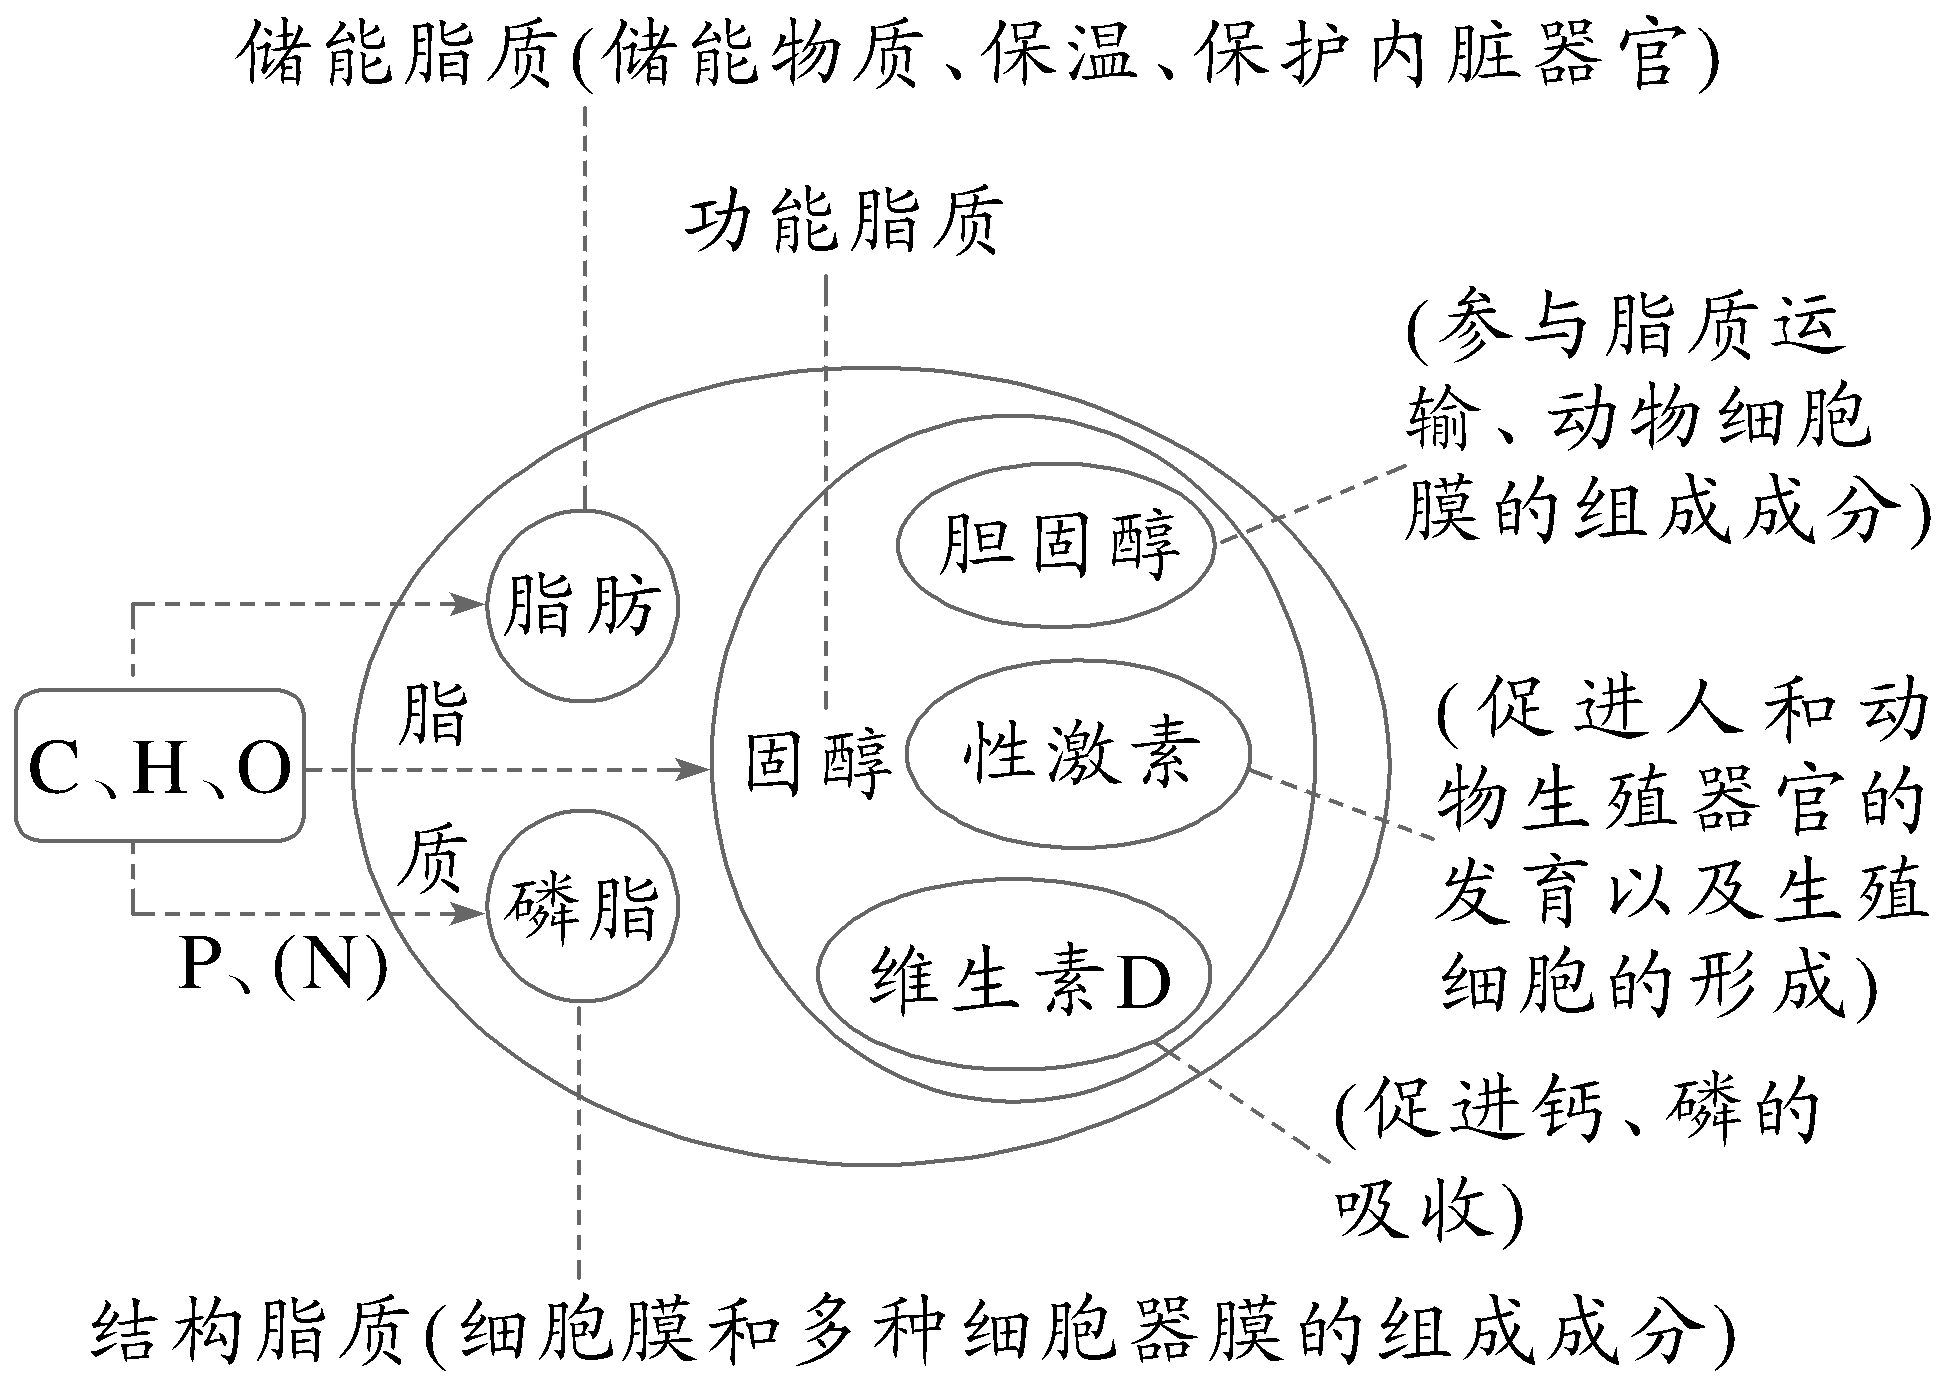 储能脂质(储能物质、保温、保护内脏器官)
功能脂质
(参与脂质运
输、动物细胞
膜的组成成分)
胆固醇
脂肪
脂
质
C、H、O
固醇
性激素
(促进人和动
物生殖器官的
发育以及生殖
细胞的形成)
磷脂
P、(N)
维生素D
(促进钙、磷的
吸收)
结构脂质(细胞膜和多种细胞器膜的组成成分)